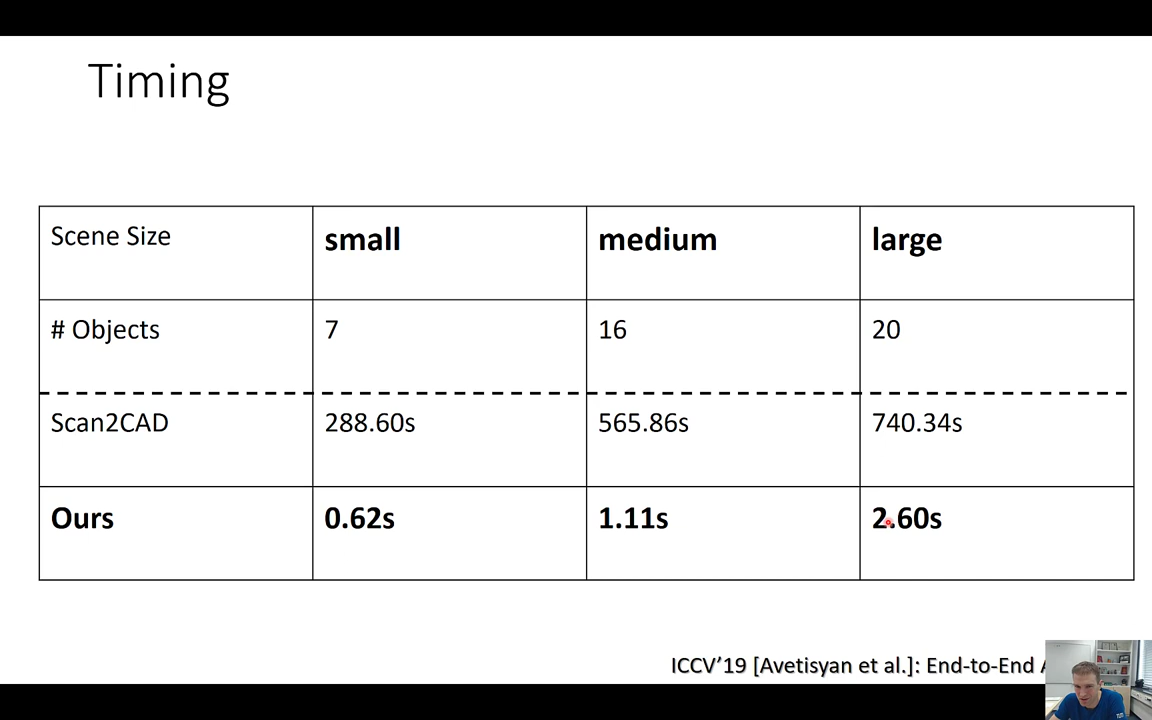 Timing
Scene Size small medium large
# Objects 7 16 20
Scan2CAD 288.60s 565.86s 740.34s
Ours 0.62s 1.11s 2.60s
ICCV’19 [Avetisyan et al.]: End-to-End